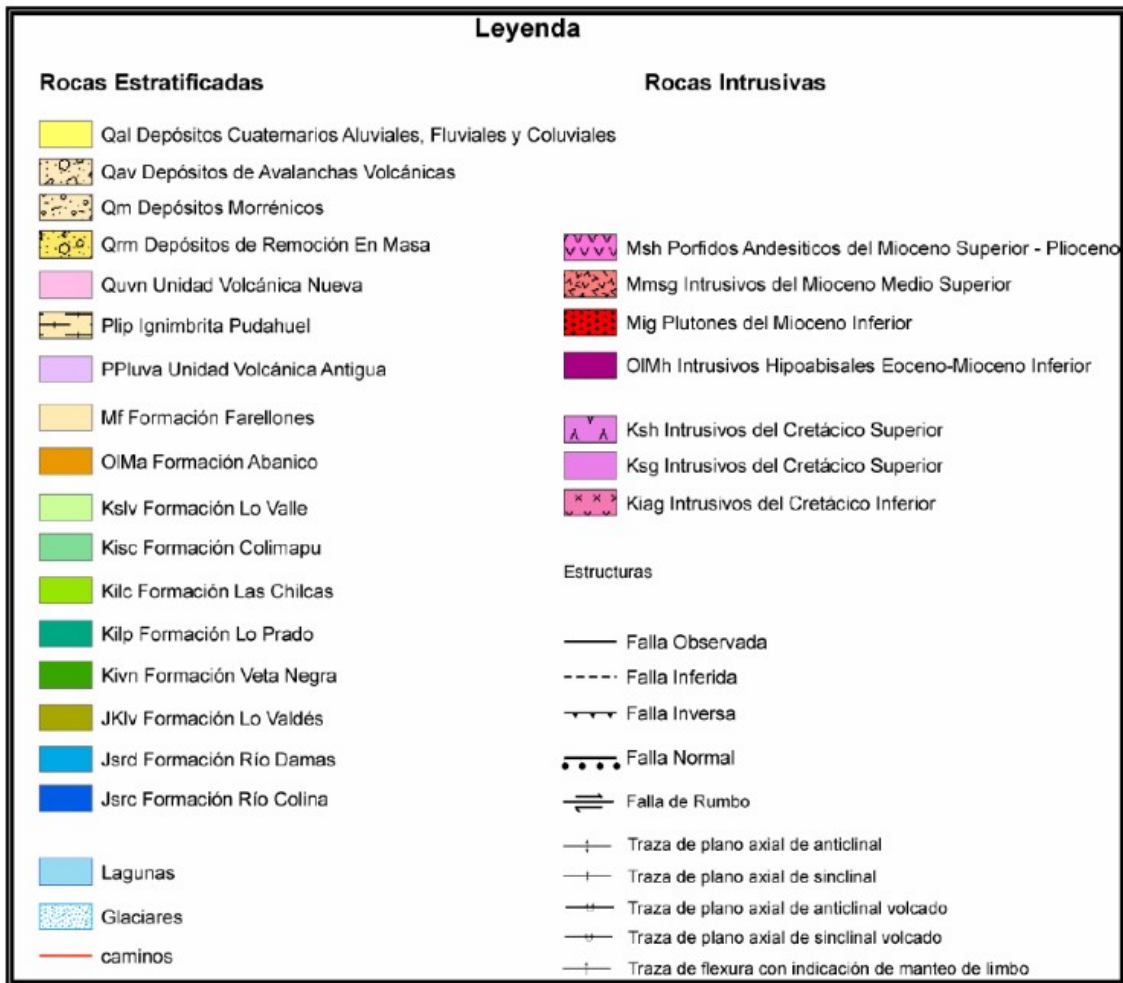 Leyenda
Rocas Estratificadas
Qal Depósitos Cuaternarios Aluviales, Fluviales y Coluviales
Qav Depósitos de Avalanchas Volcánicas
Qm Depósitos Morrénicos
Qrm Depósitos de Remoción En Masa
Quvn Unidad Volcánica Nueva
Plip Ignimbrita Pudahuel
PPluva Unidad Volcánica Antigua
Mf Formación Farellones
OlMa Formación Abanico
Kslv Formación Lo Valle
Kisc Formación Colimapu
Kilc Formación Las Chilcas
Kilp Formación Lo Prado
Kivn Formación Veta Negra
JKlv Formación Lo Valdés
Jsrd Formación Río Damas
Jsrc Formación Río Colina
Lagunas
Glaciares
caminos
Rocas Intrusivas
Msh Porfidos Andesiticos del Mioceno Superior - Plioceno
Mmsg Intrusivos del Mioceno Medio Superior
Mig Plutones del Mioceno Inferior
OlMh Intrusivos Hipoabisales Eoceno-Mioceno Inferior
Ksh Intrusivos del Cretácico Superior
Ksg Intrusivos del Cretácico Superior
Kiag Intrusivos del Cretácico Inferior
Estructuras
Falla Observada
Falla Inferida
Falla Inversa
Falla Normal
Falla de Rumbo
Traza de plano axial de anticlinal
Traza de plano axial de sinclinal
Traza de plano axial de anticlinal volcado
Traza de plano axial de sinclinal volcado
Traza de flexura con indicación de manteo de limbo